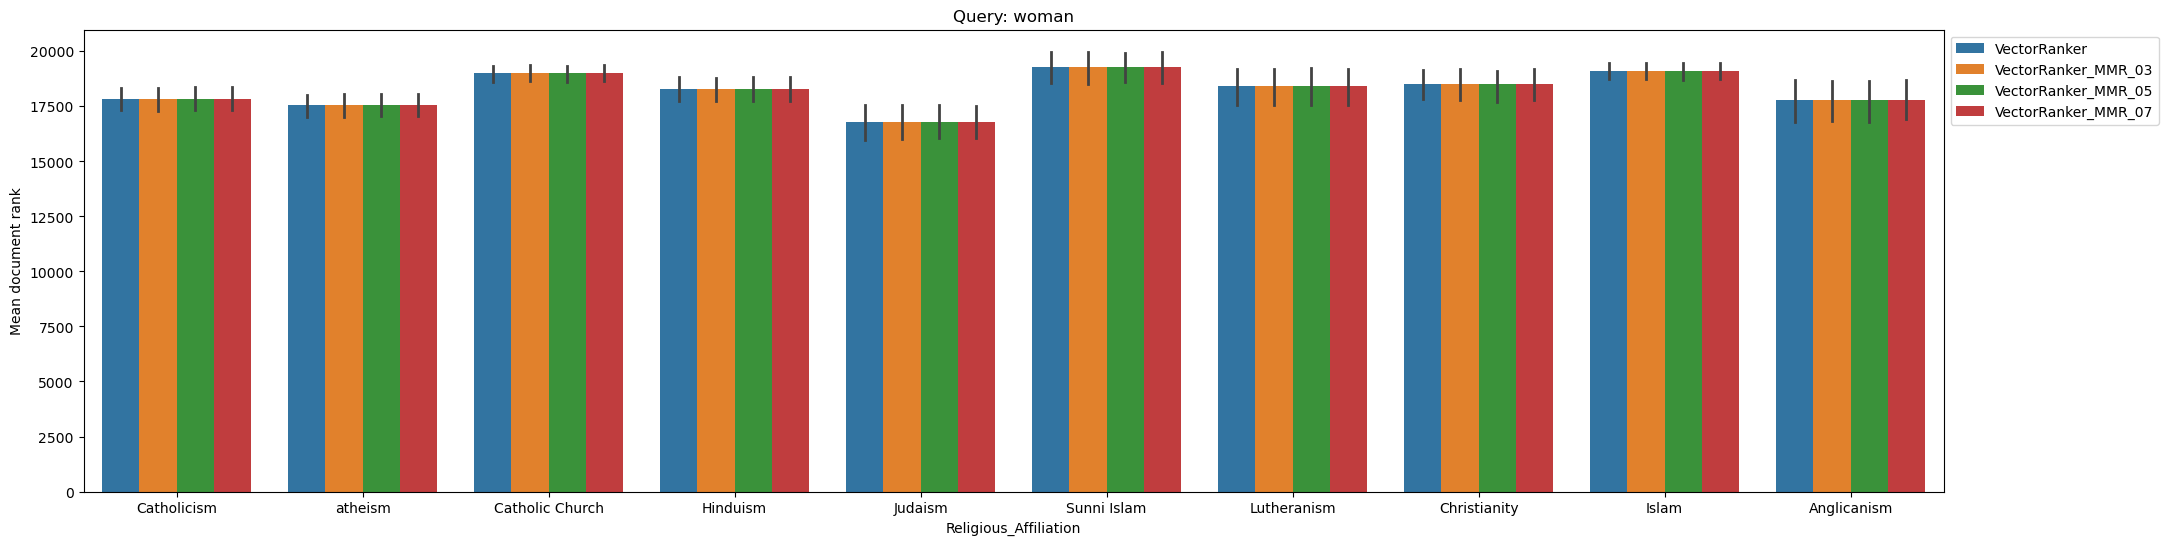 Query: woman
20000
17500
15000
12500
10000
7500
5000
2500
0
Mean document rank
Catholicism
atheism
Catholic Church
Hinduism
Judaism
Sunni Islam
Lutheranism
Christianity
Islam
Anglicanism
Religious_Affiliation
VectorRanker
VectorRanker_MMR_03
VectorRanker_MMR_05
VectorRanker_MMR_07